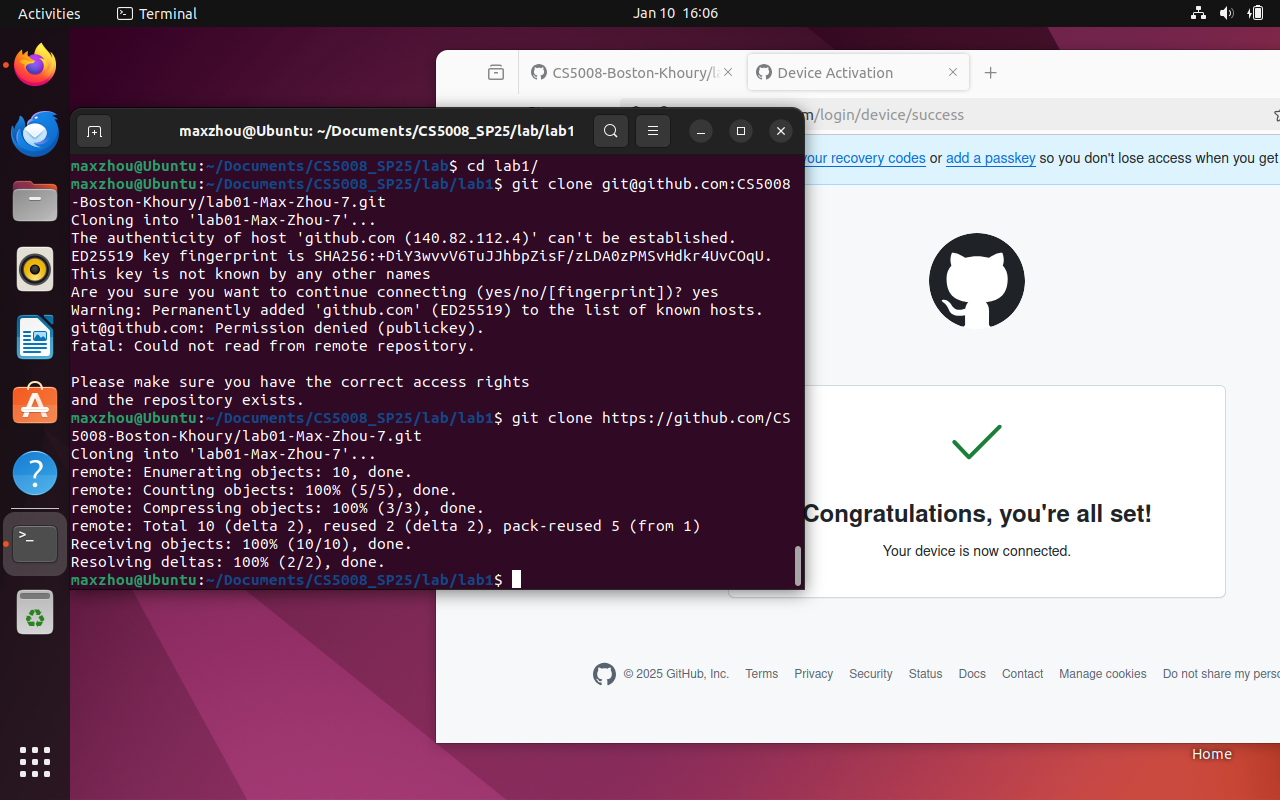 Activities
Terminal
Jan 10 16:06
CS5008-Boston-Khoury/la
Device Activation
m/login/device/success
maxzhou@Ubuntu: ~/Documents/CS5008_SP25/lab/lab1
your recovery codes or add a passkey so you don't lose access when you get
maxzhou@Ubuntu:~/Documents/CS5008_SP25/lab$ cd lab1/
maxzhou@Ubuntu:~/Documents/CS5008_SP25/lab/lab1$ git clone git@github.com:CS5008
-Boston-Khoury/lab01-Max-Zhou-7.git
Cloning into 'lab01-Max-Zhou-7'...
The authenticity of host 'github.com (140.82.112.4)' can't be established.
ED25519 key fingerprint is SHA256:+DiY3wvvV6TuJJhbpZisF/zLDA0zPMSvHdkr4UvCOqU.
This key is not known by any other names
Are you sure you want to continue connecting (yes/no/[fingerprint])? yes
Warning: Permanently added 'github.com' (ED25519) to the list of known hosts.
git@github.com: Permission denied (publickey).
fatal: Could not read from remote repository.
Please make sure you have the correct access rights
and the repository exists.
maxzhou@Ubuntu:~/Documents/CS5008_SP25/lab/lab1$ git clone https://github.com/CS
5008-Boston-Khoury/lab01-Max-Zhou-7.git
Cloning into 'lab01-Max-Zhou-7'...
remote: Enumerating objects: 10, done.
remote: Counting objects: 100% (5/5), done.
remote: Compressing objects: 100% (3/3), done.
remote: Total 10 (delta 2), reused 2 (delta 2), pack-reused 5 (from 1)
Receiving objects: 100% (10/10), done.
Resolving deltas: 100% (2/2), done.
maxzhou@Ubuntu:~/Documents/CS5008_SP25/lab/lab1$
Congratulations, you're all set!
Your device is now connected.
© 2025 GitHub, Inc. Terms Privacy Security Status Docs Contact Manage cookies Do not share my perso
Home